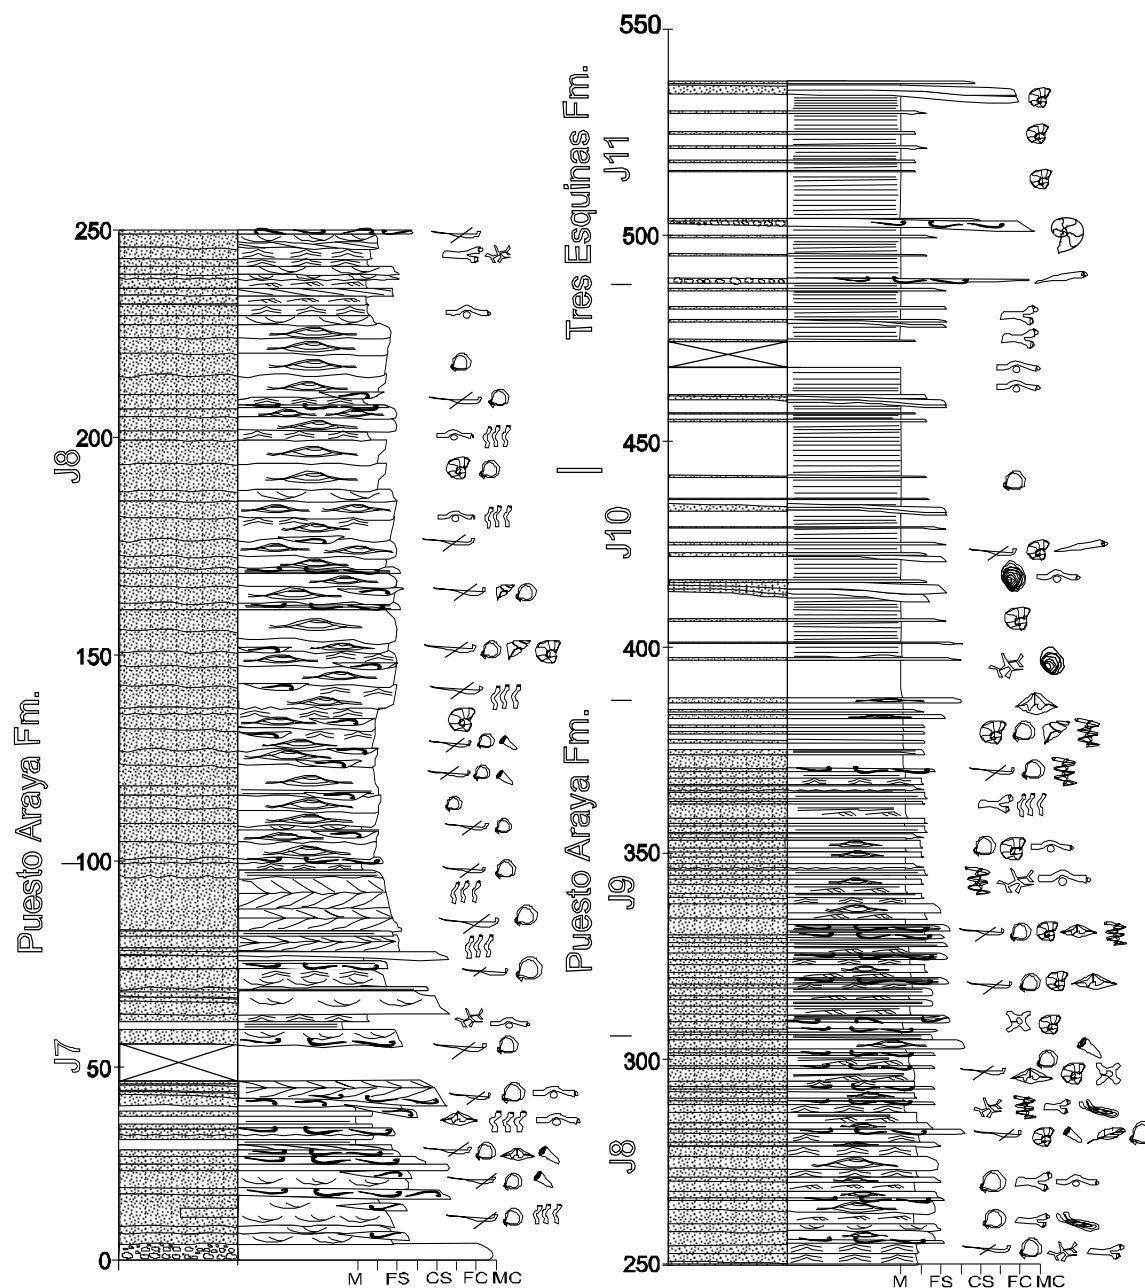 250
200
150
100
50
0
J8
J7
Puesto Araya Fm.
M FS CS FC MC
550
500
450
400
350
300
250
Tres Esquinas Fm.
J11
J10
Puesto Araya Fm.
J9
J8
M FS CS FC MC